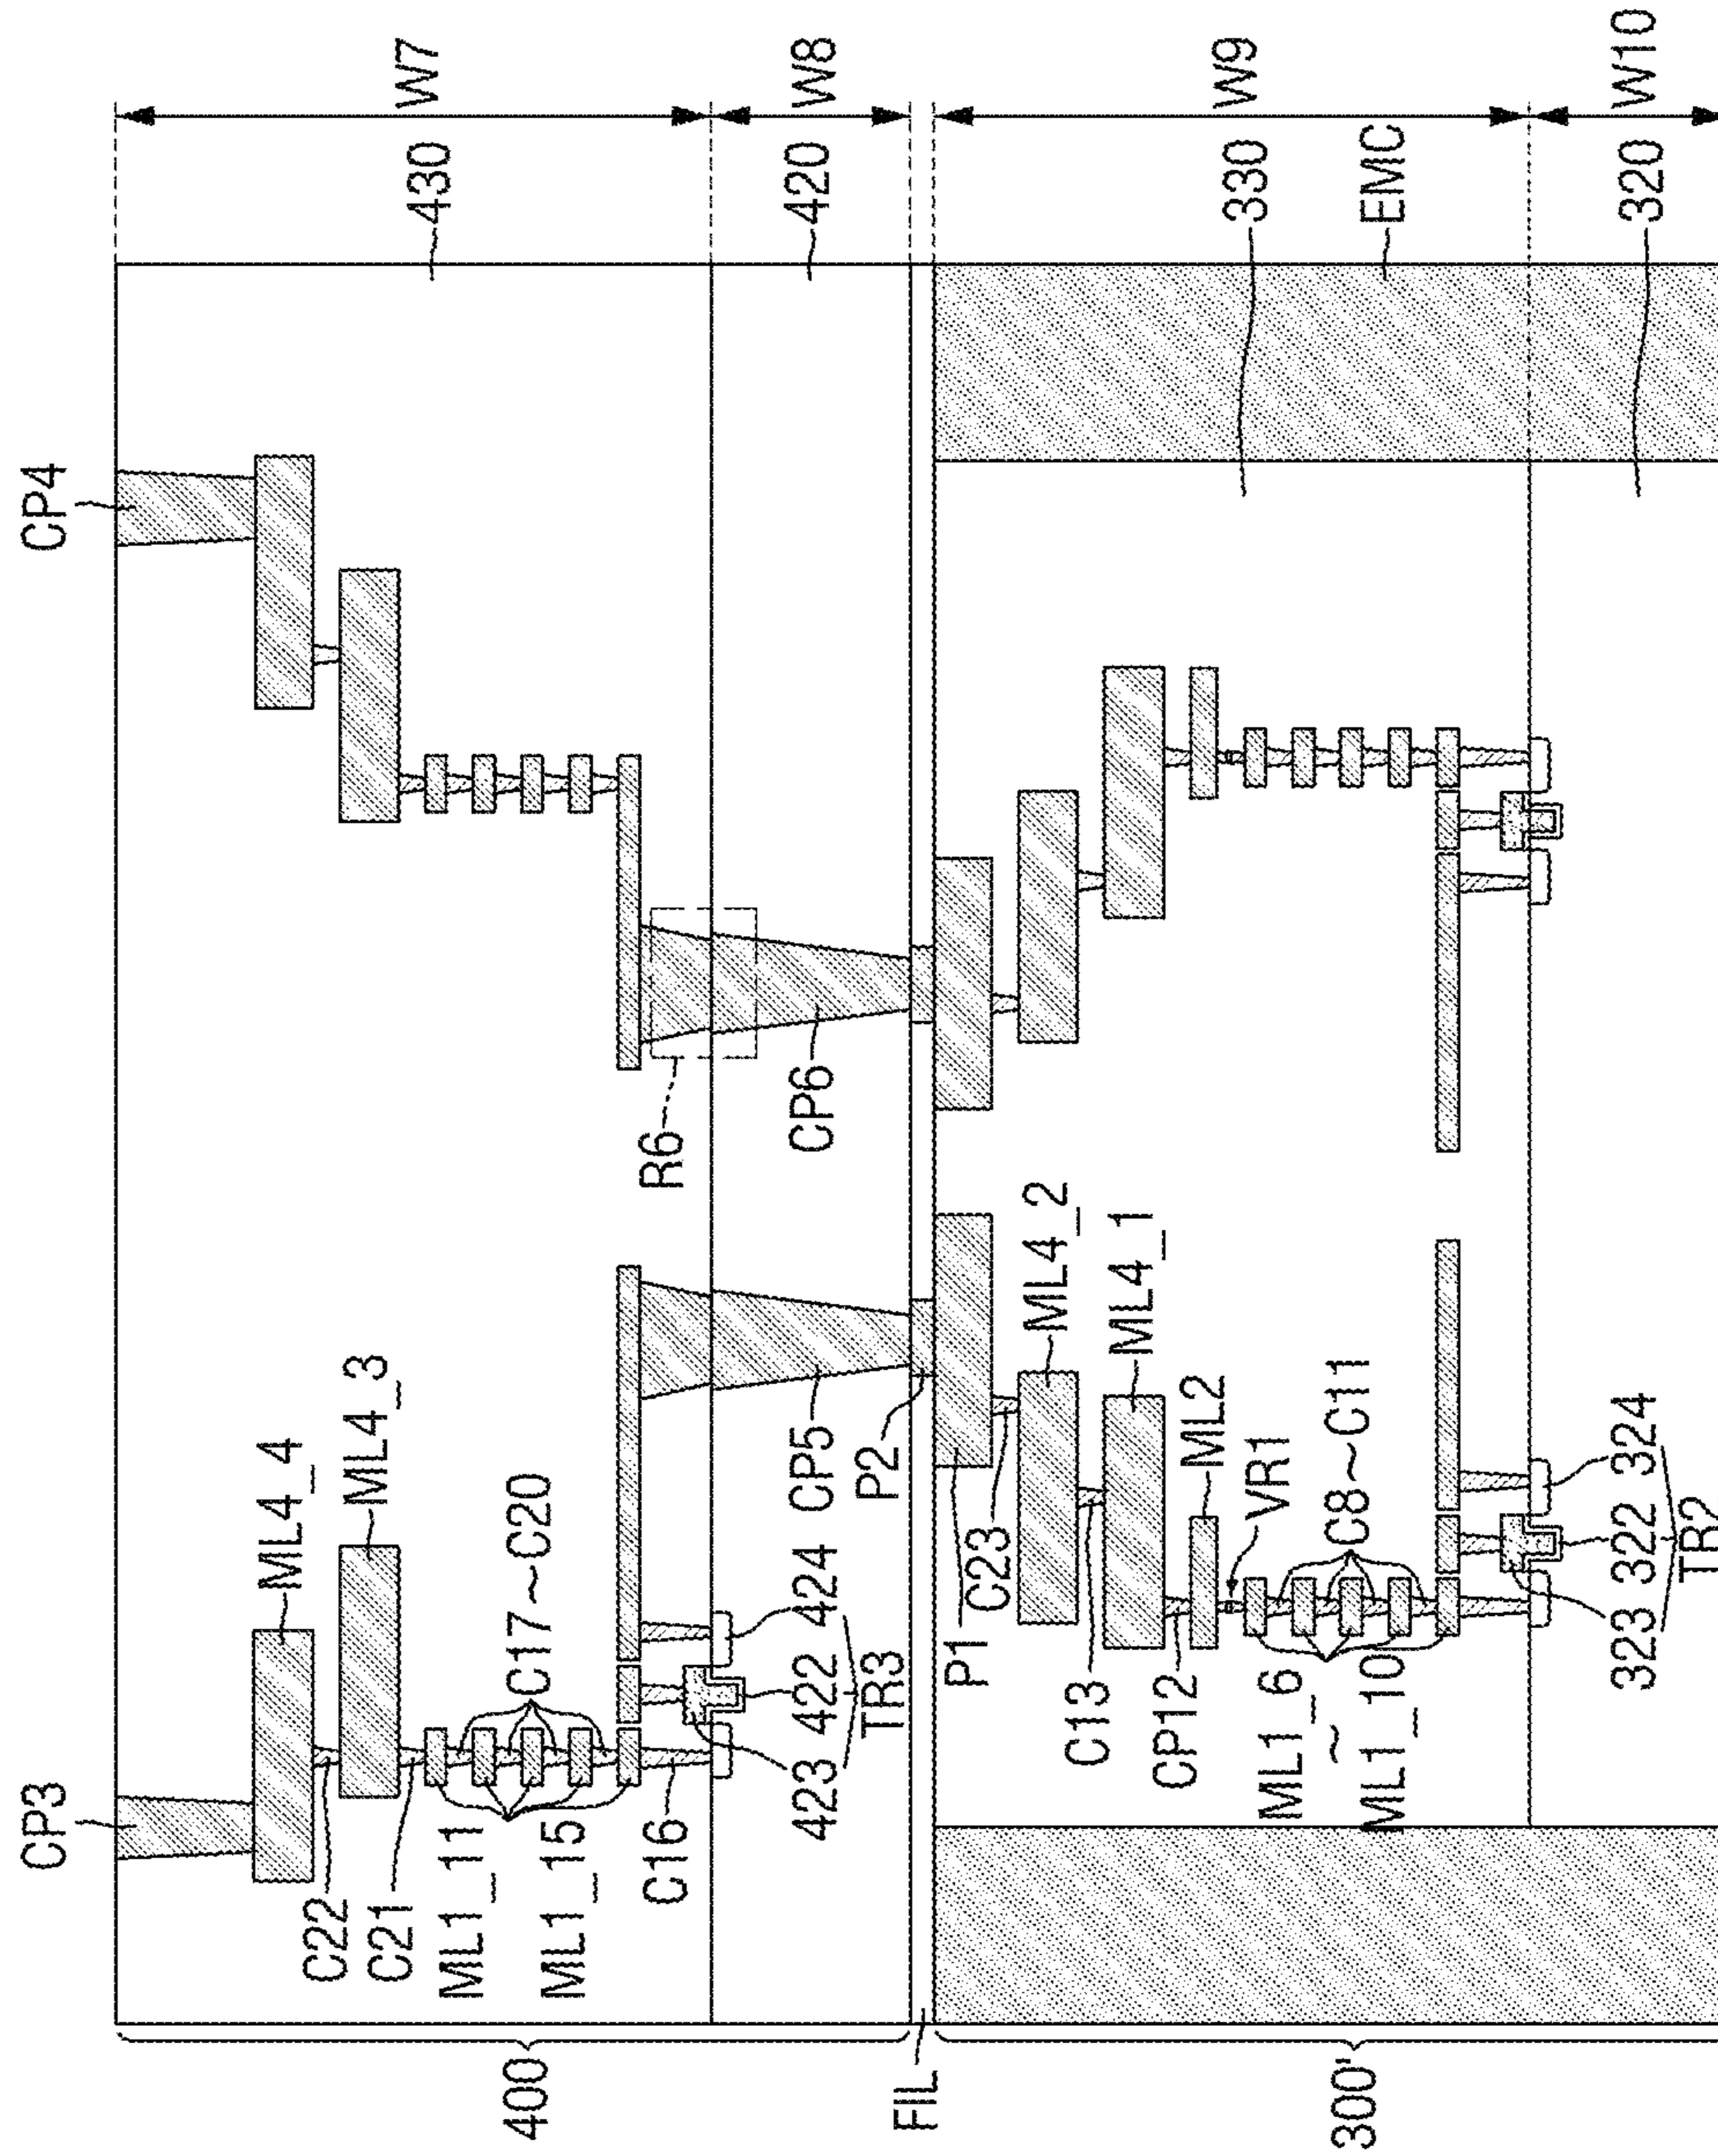 CP3
CP4
W7
430
W8
420
W9
330
EMC
W10
320
ML4_4
ML4_3
C22
C21
C17~C20
ML1_11
ML1_15
C16
423 422 424
TR3
R6
CP6
CP5
P2
400
FIL
300'
P1
C23
ML4_2
ML4_1
C13
CP12
ML2
VR1
C8~C11
ML1_6
~
ML1_10
323 322 324
TR2